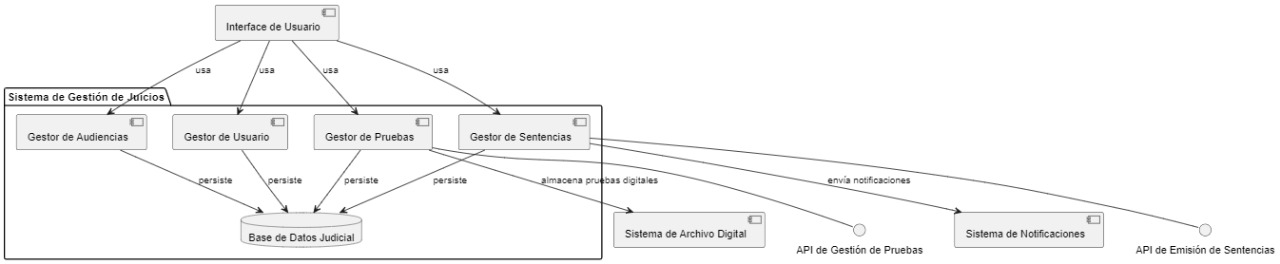 Interface de Usuario
usa
usa
usa
usa
Sistema de Gestión de Juicios
Gestor de Audiencias
Gestor de Usuario
Gestor de Pruebas
Gestor de Sentencias
persiste
persiste
persiste
persiste
almacena pruebas digitales
envía notificaciones
Base de Datos Judicial
Sistema de Archivo Digital
API de Gestión de Pruebas
Sistema de Notificaciones
API de Emisión de Sentencias